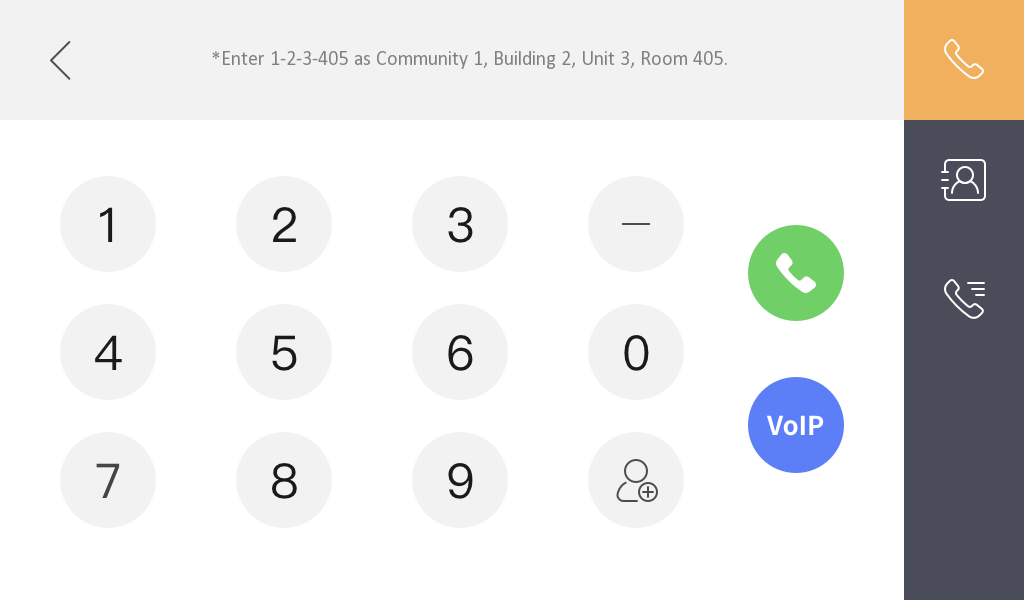 *Enter 1-2-3-405 as Community 1, Building 2, Unit 3, Room 405.
1 2 3 —
4 5 6 0
VoIP
7 8 9